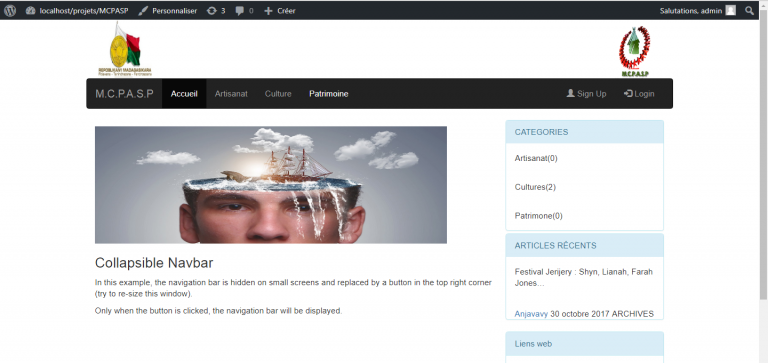 localhost/projets/MCPASP
Personnaliser
3
0
Créer
Salutations, admin
REPOBLIKAN'I MADAGASIKARA
M.C.P.A.S.P
M.C.P.A.S.P
Accueil
Artisanat
Culture
Patrimoine
Sign Up
Login
Collapsible Navbar
In this example, the navigation bar is hidden on small screens and replaced by a button in the top right corner
(try to re-size this window).
Only when the button is clicked, the navigation bar will be displayed.
CATEGORIES
Artisanat(0)
Cultures(2)
Patrimone(0)
ARTICLES RÉCENTS
Festival Jerijery : Shyn, Lianah, Farah
Jones...
Anjavavy 30 octobre 2017 ARCHIVES
Liens web